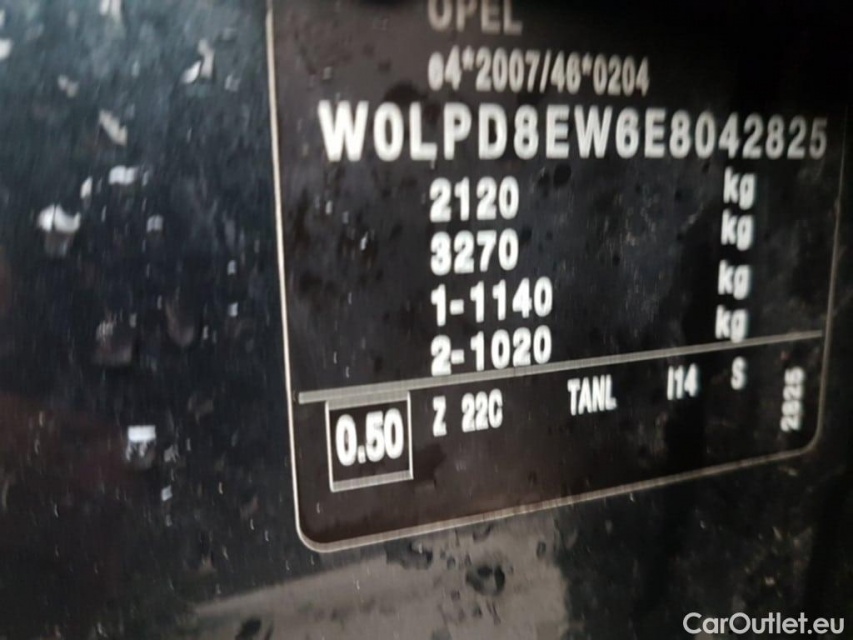 OPEL
e4*2007/46*0204
W0LPD8EW6E8042825
2120 kg
3270 kg
1-1140 kg
2-1020 kg
0.50 Z 22C TANL I14 S 2825
CarOutlet.eu